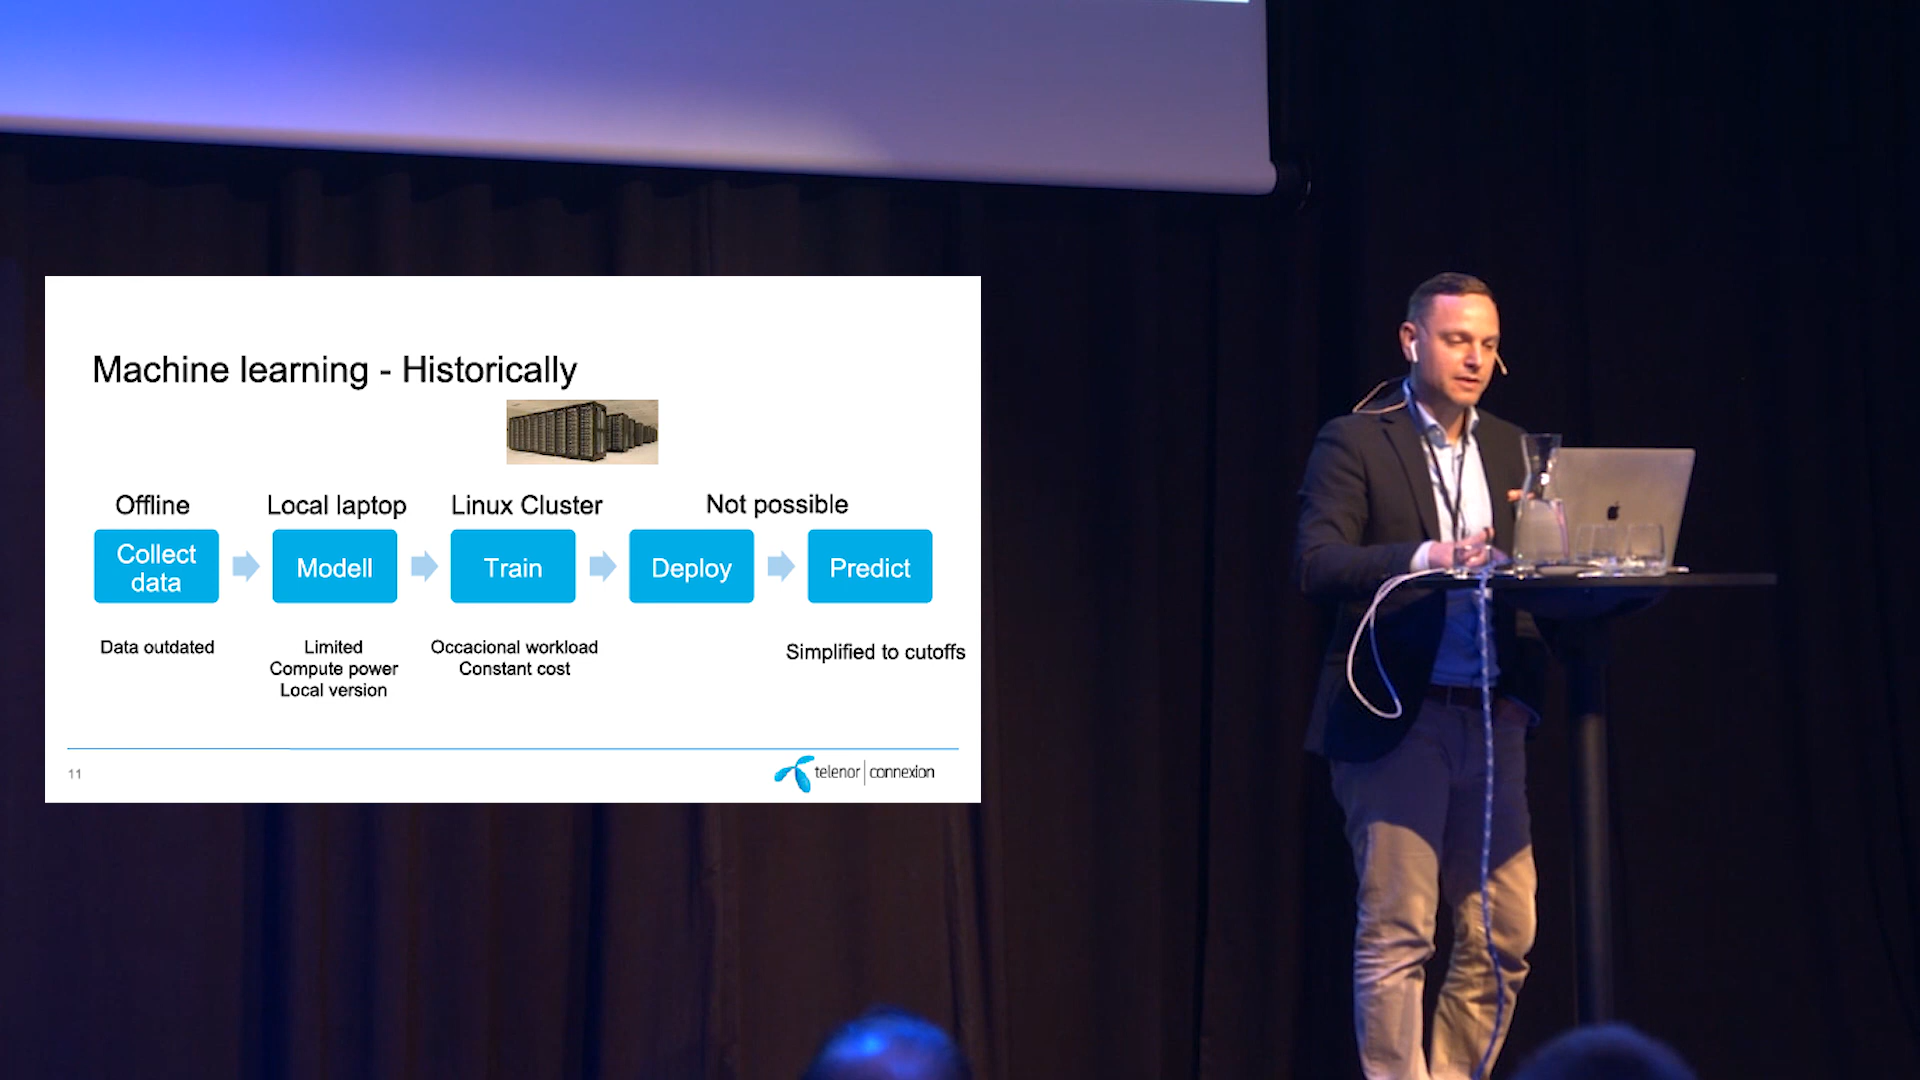 Machine learning - Historically
Offline
Local laptop
Linux Cluster
Not possible
Collect
data
Modell
Train
Deploy
Predict
Data outdated
Limited
Compute power
Local version
Occacional workload
Constant cost
Simplified to cutoffs
11
telenor | connexion